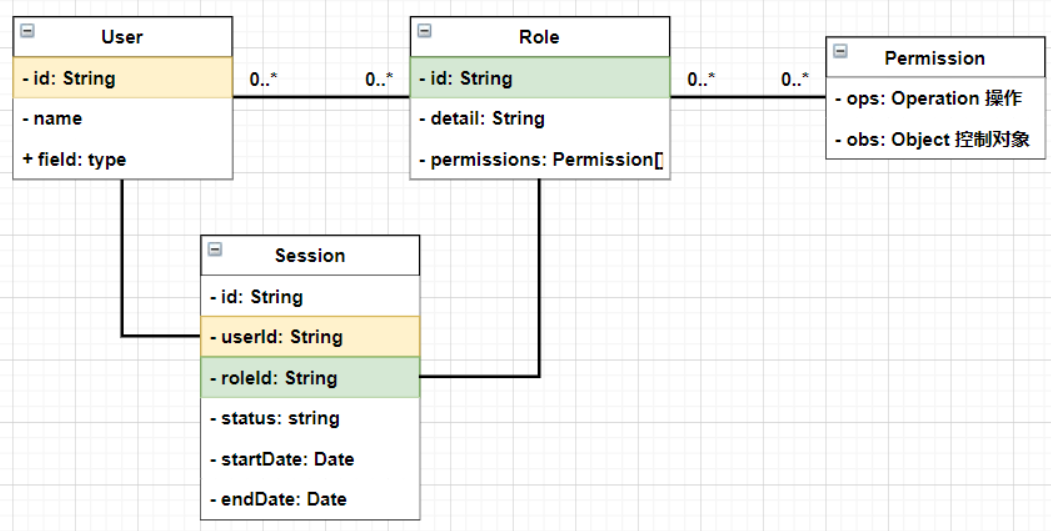 User
- id: String
- name
+ field: type
0..*
0..*
Role
- id: String
- detail: String
- permissions: Permission[]
0..*
0..*
Permission
- ops: Operation 操作
- obs: Object 控制对象
Session
- id: String
- userId: String
- roleId: String
- status: string
- startDate: Date
- endDate: Date